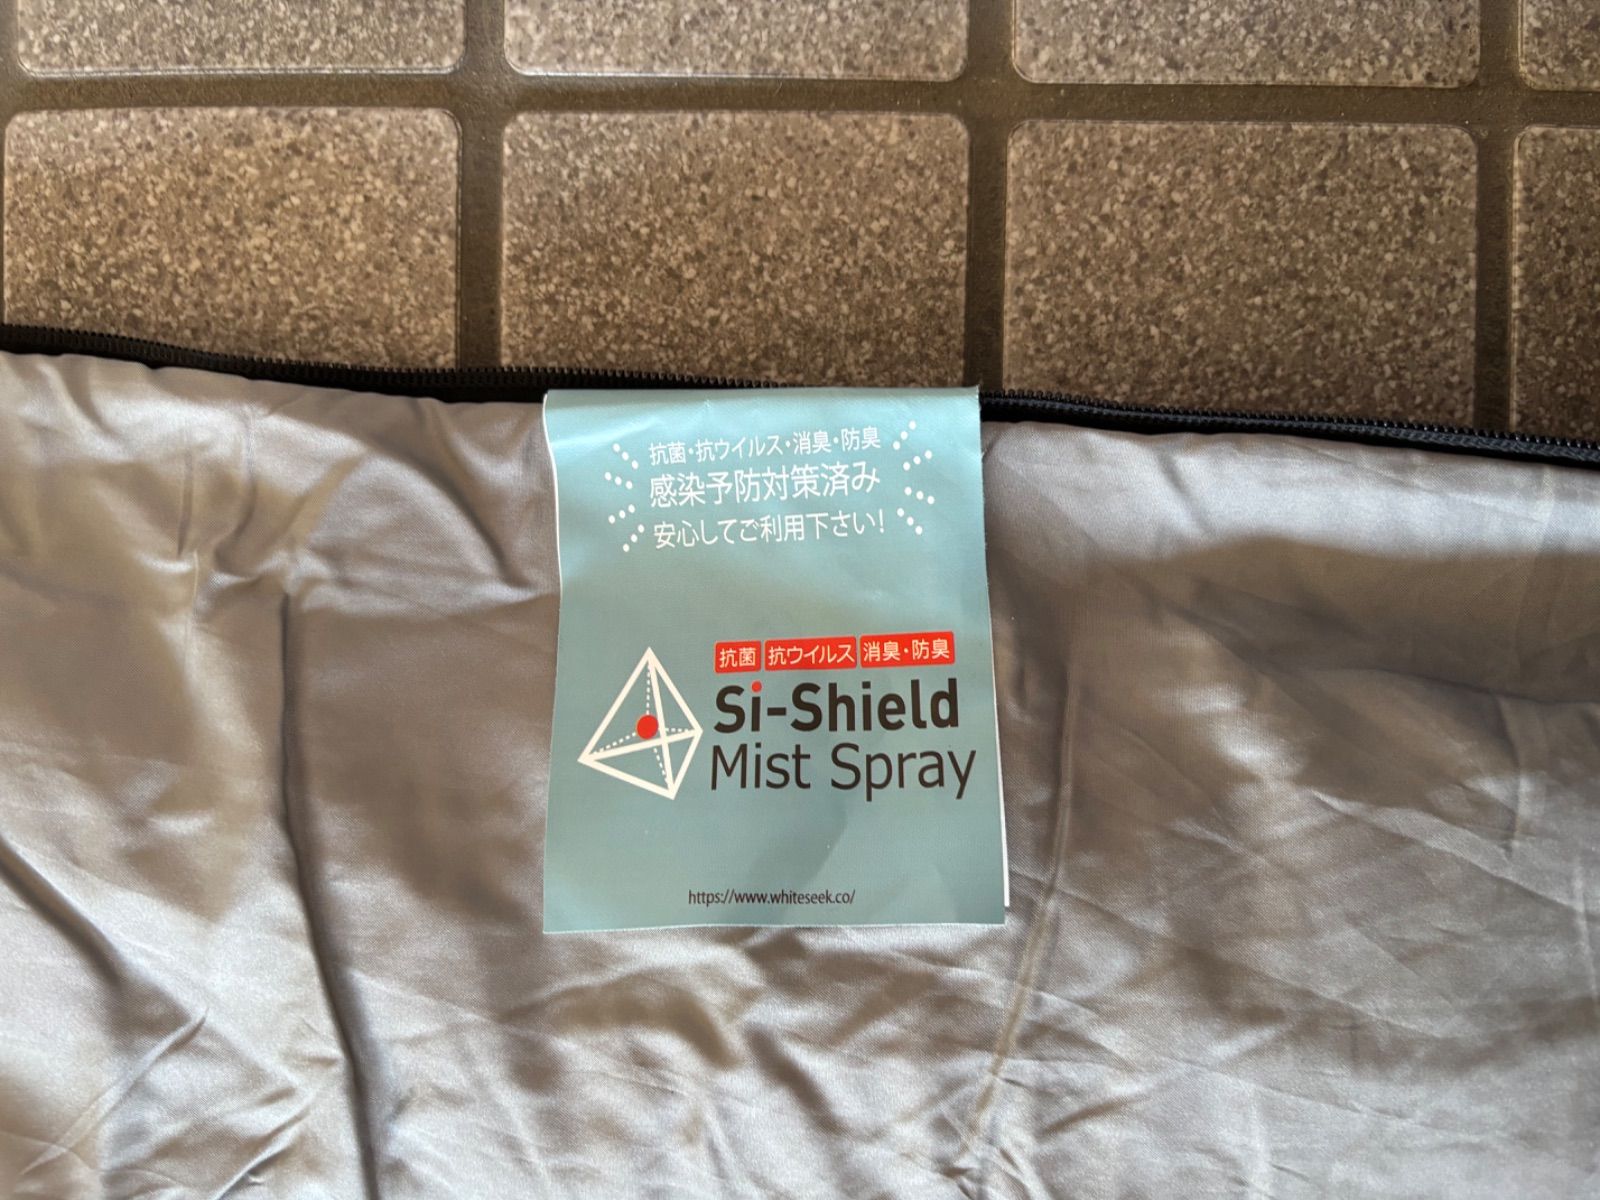 抗菌・抗ウイルス・消臭・防臭
感染予防対策済み
安心してご利用下さい!
抗菌 抗ウイルス 消臭・防臭
Si-Shield
Mist Spray
https://www.whiteseek.co/